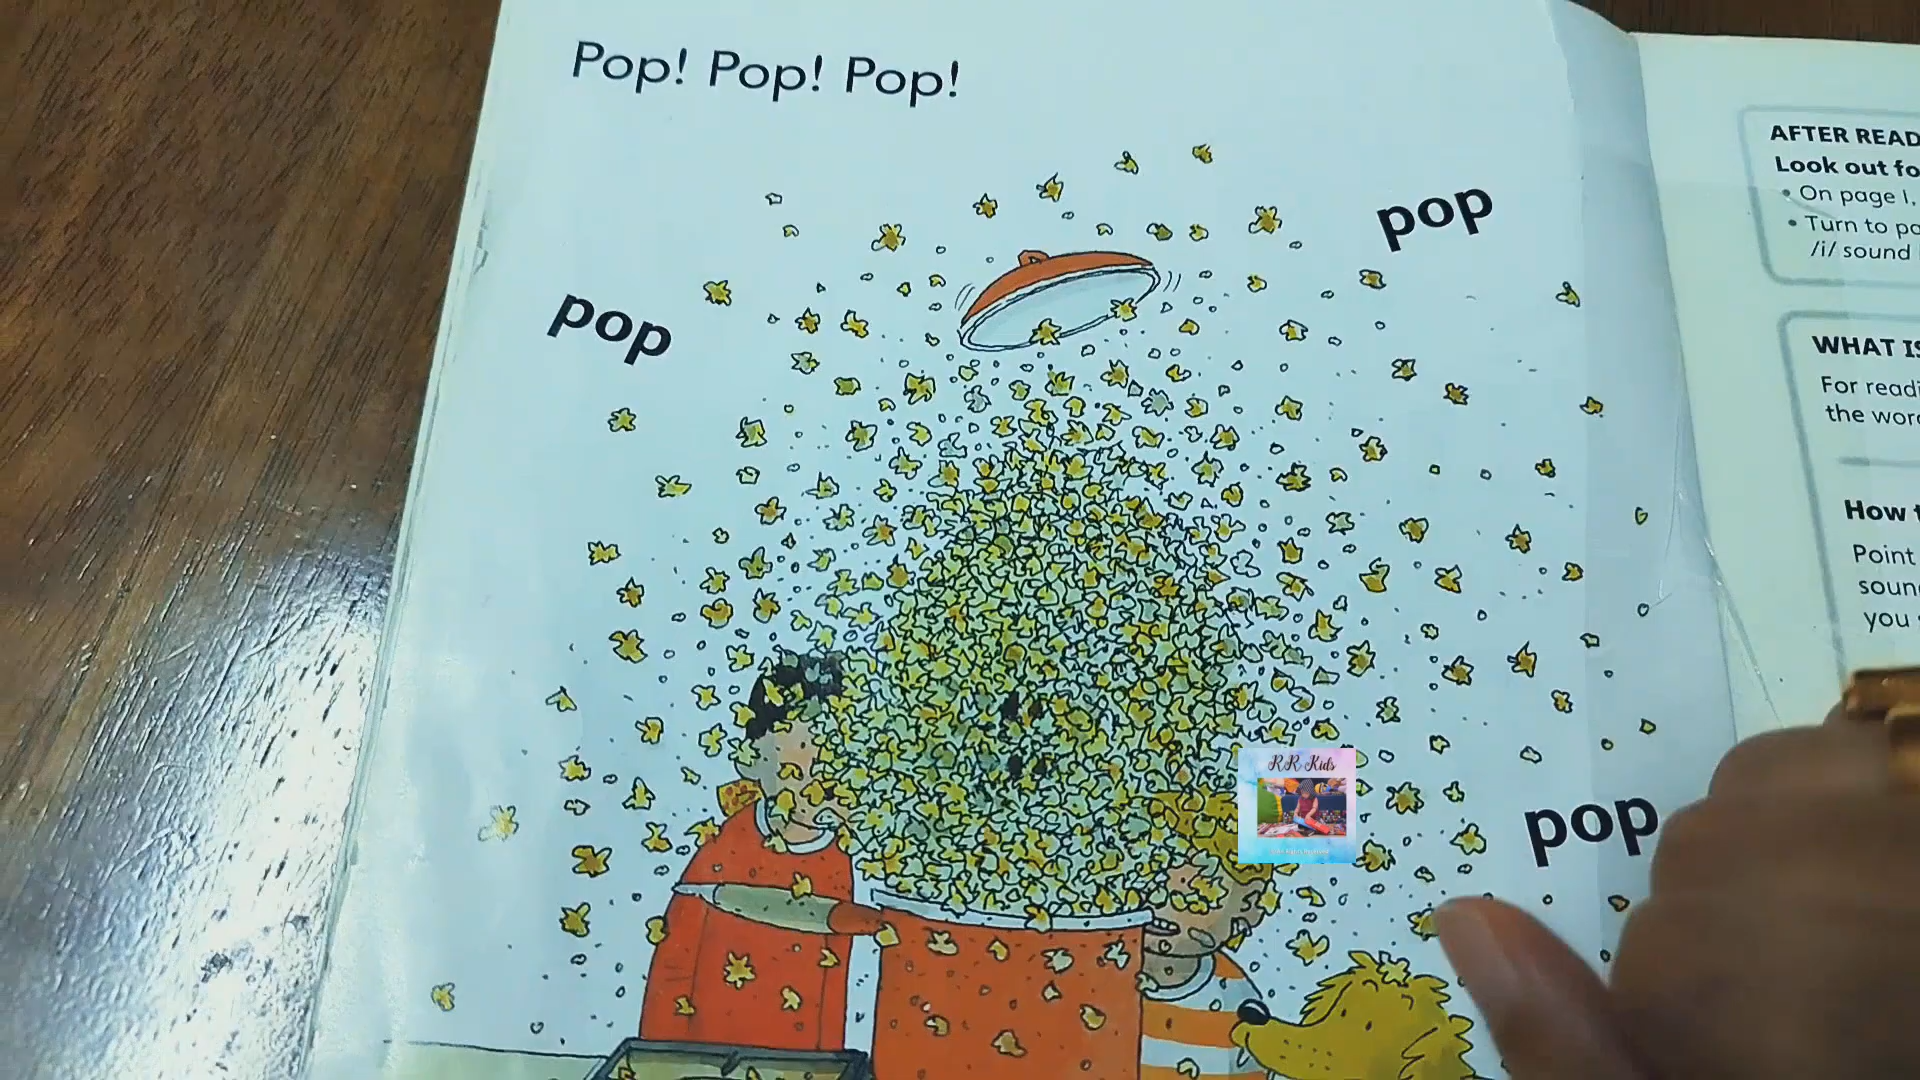 Pop! Pop! Pop!
pop
pop
pop
AFTER READ
Look out fo
• On page 1,
• Turn to pa
/i/ sound
WHAT IS
For readi
the wor
How t
Point
soun
you
RR Kids